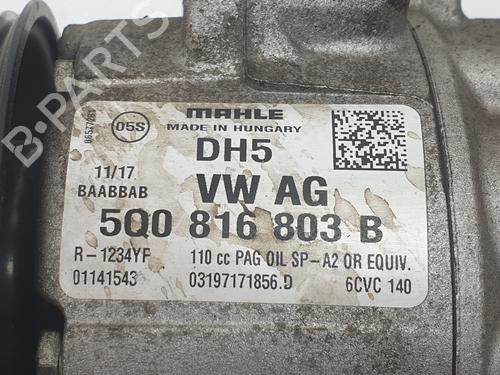 MAHLE
05S
MADE IN HUNGARY
DH5
11/17
BAABBAB
VW AG
5Q0 816 803 B
R-1234YF
110 cc PAG OIL SP-A2 OR EQUIV.
01141543
03197171856.D
6CVC 140
B-PARTS